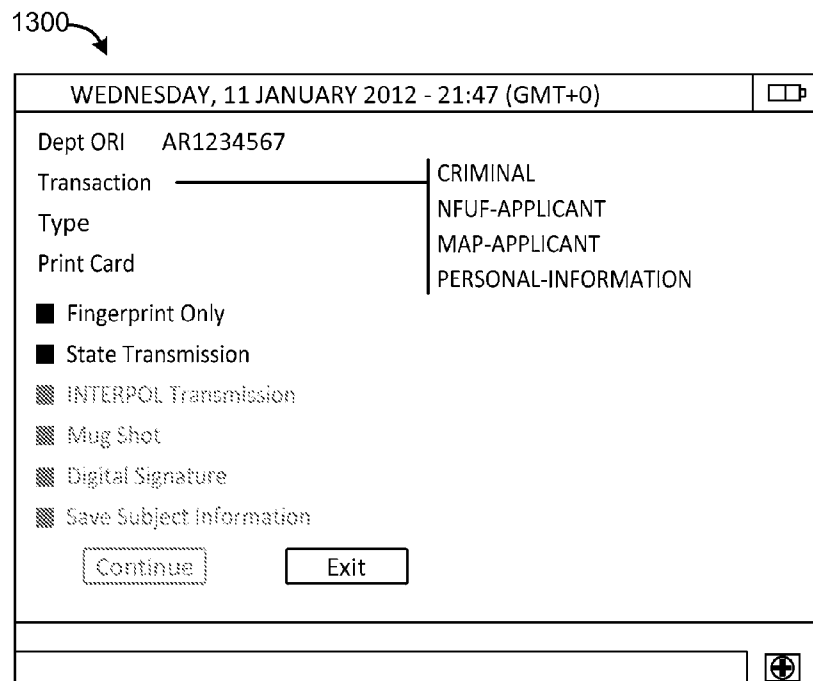 1300
WEDNESDAY, 11 JANUARY 2012 - 21:47 (GMT+0)
Dept ORI AR1234567
Transaction
CRIMINAL
NFUF-APPLICANT
MAP-APPLICANT
PERSONAL-INFORMATION
Type
Print Card
Fingerprint Only
State Transmission
INTERPOL Transmission
Mug Shot
Digital Signature
Save Subject Information
Continue Exit